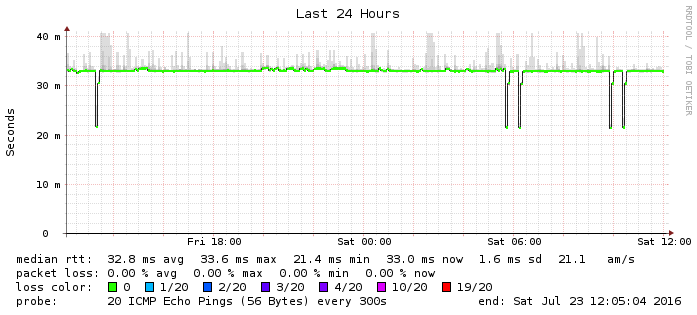 Last 24 Hours
RRDTOOL / TOBI OETIKER
Seconds
40 m
30 m
20 m
10 m
0
Fri 18:00 Sat 00:00 Sat 06:00 Sat 12:00
median rtt: 32.8 ms avg 33.6 ms max 21.4 ms min 33.0 ms now 1.6 ms sd 21.1 am/s
packet loss: 0.00 % avg 0.00 % max 0.00 % min 0.00 % now
loss color: 0 1/20 2/20 3/20 4/20 10/20 19/20
probe: 20 ICMP Echo Pings (56 Bytes) every 300s end: Sat Jul 23 12:05:04 2016